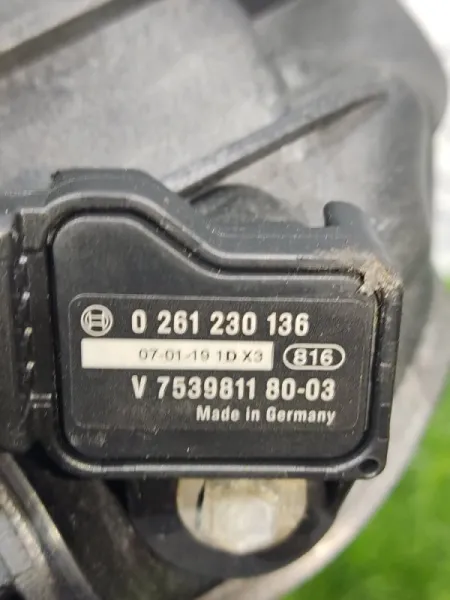 0 261 230 136
07-01-19 1D X3 816
V 7539811 80-03
Made in Germany